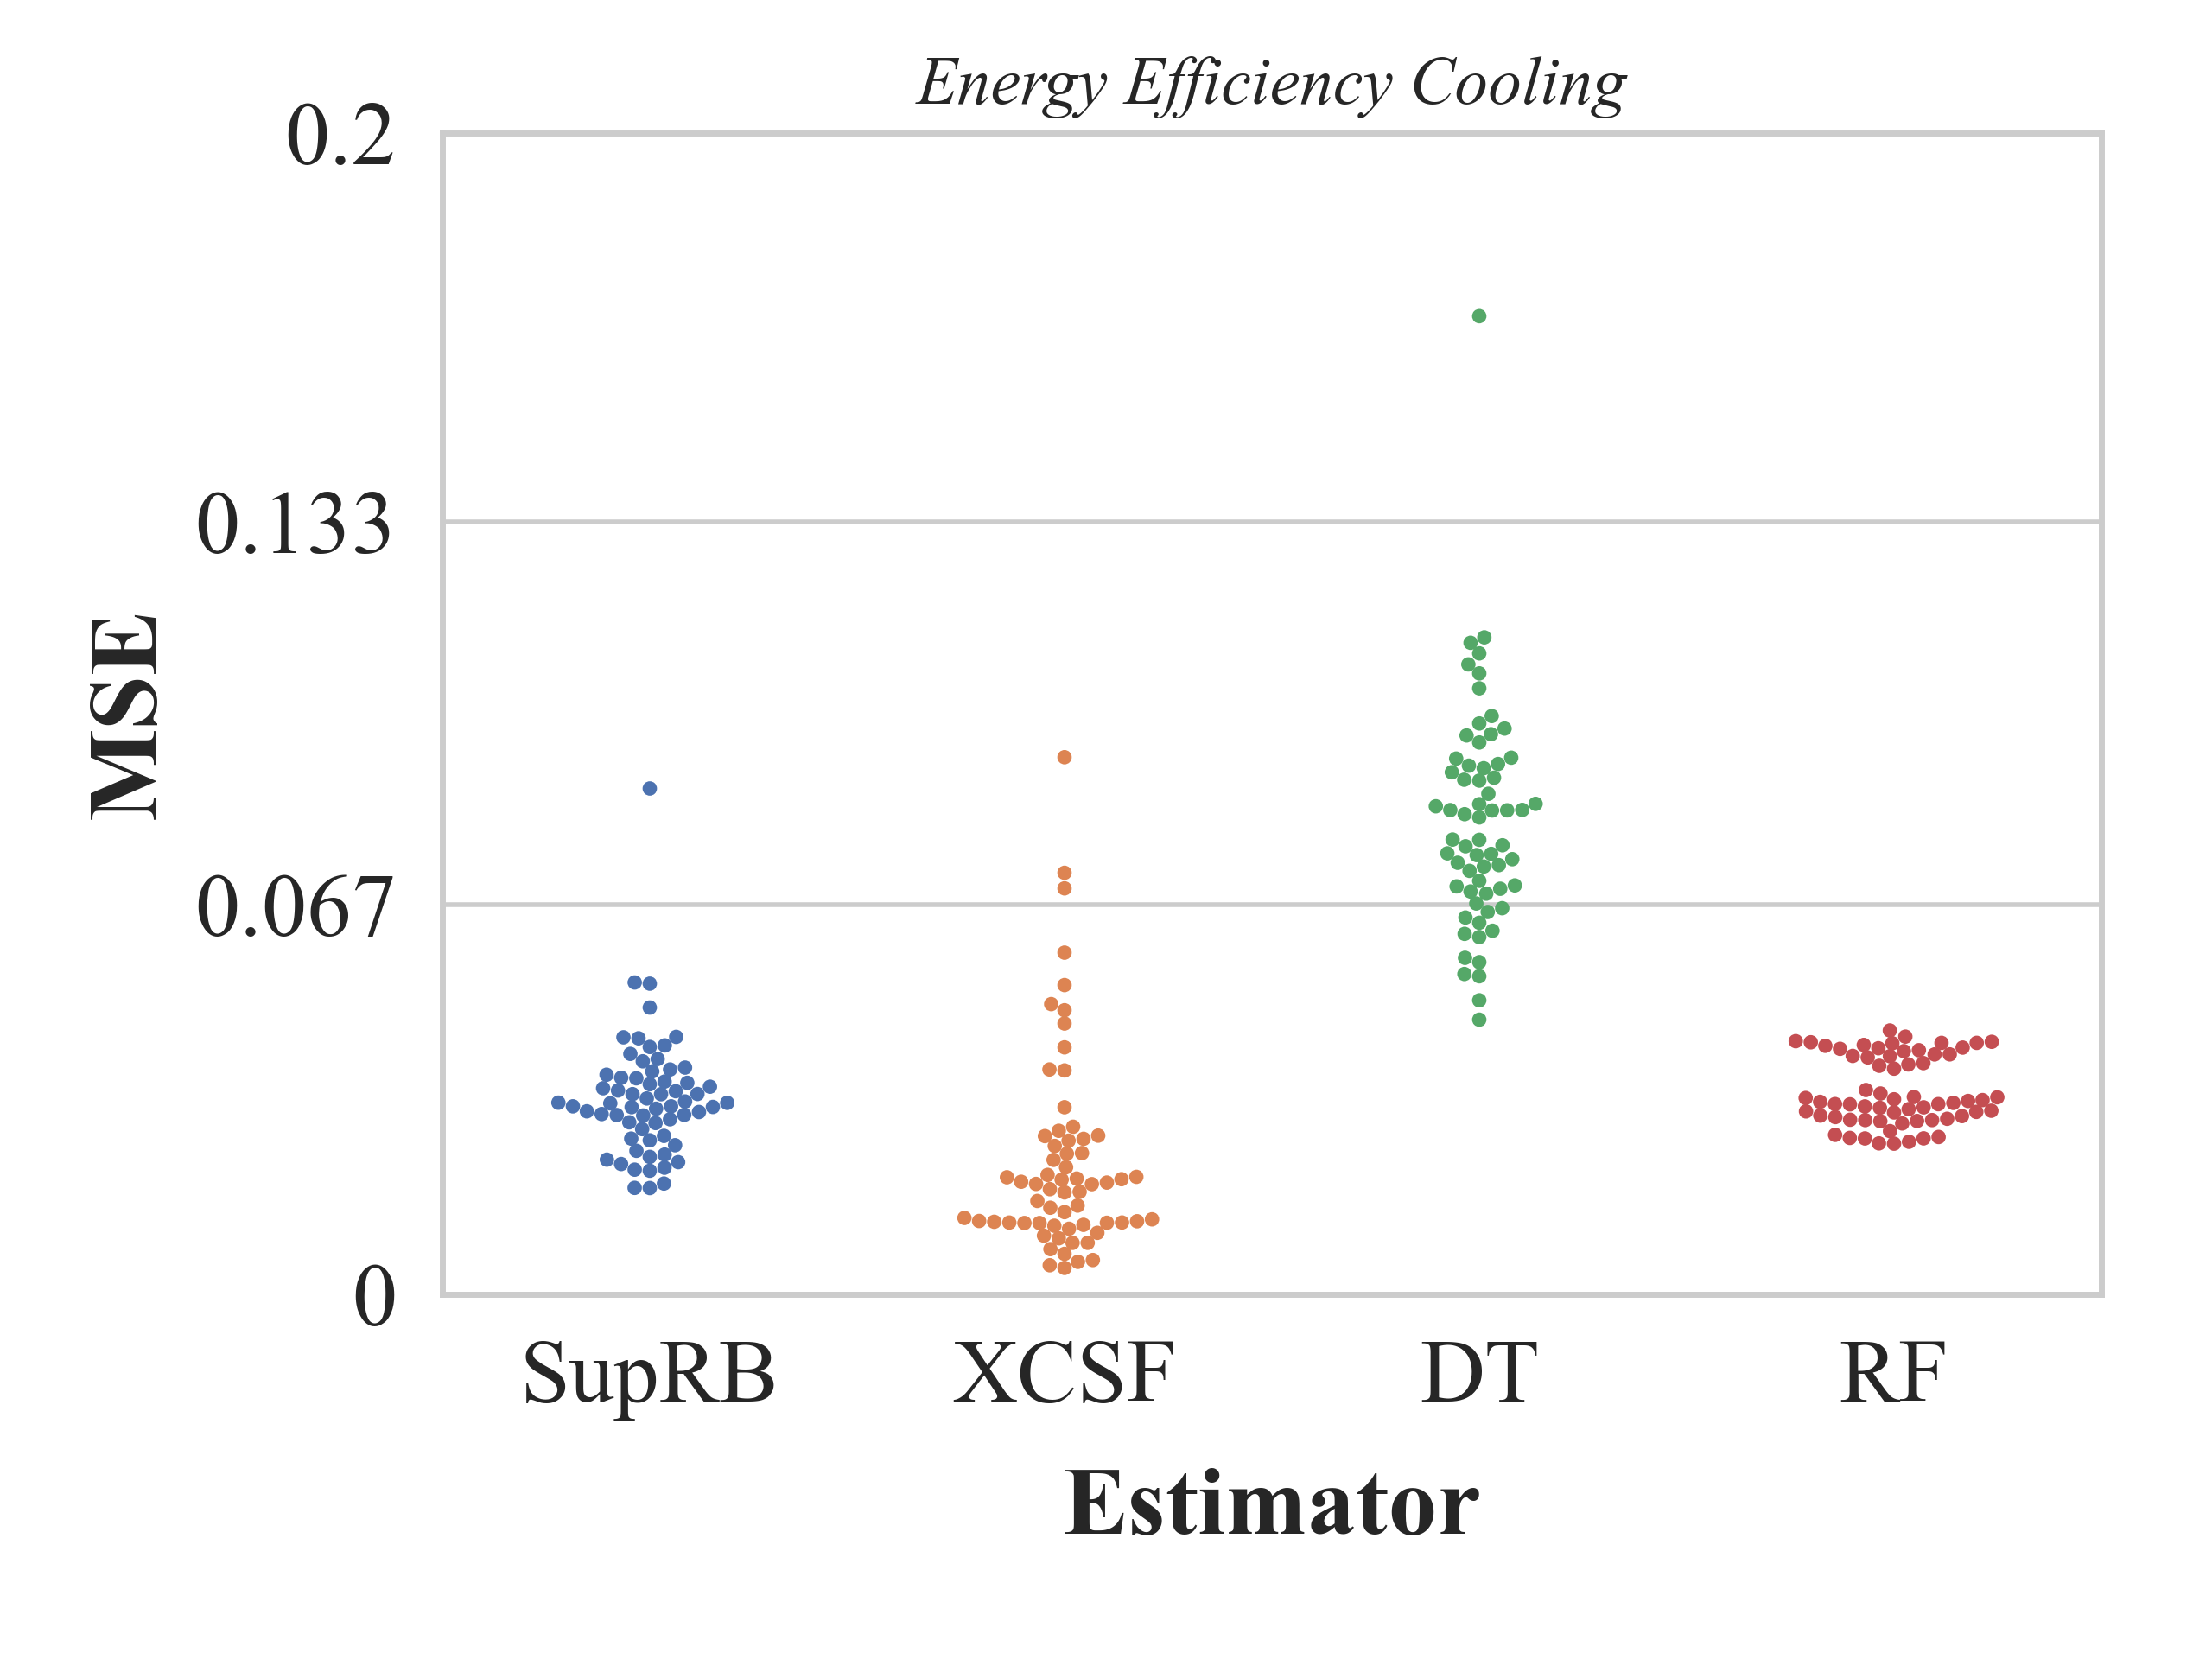 Energy Efficiency Cooling
0.2
0.133
0.067
0
MSE
SupRB XCSF DT RF
Estimator